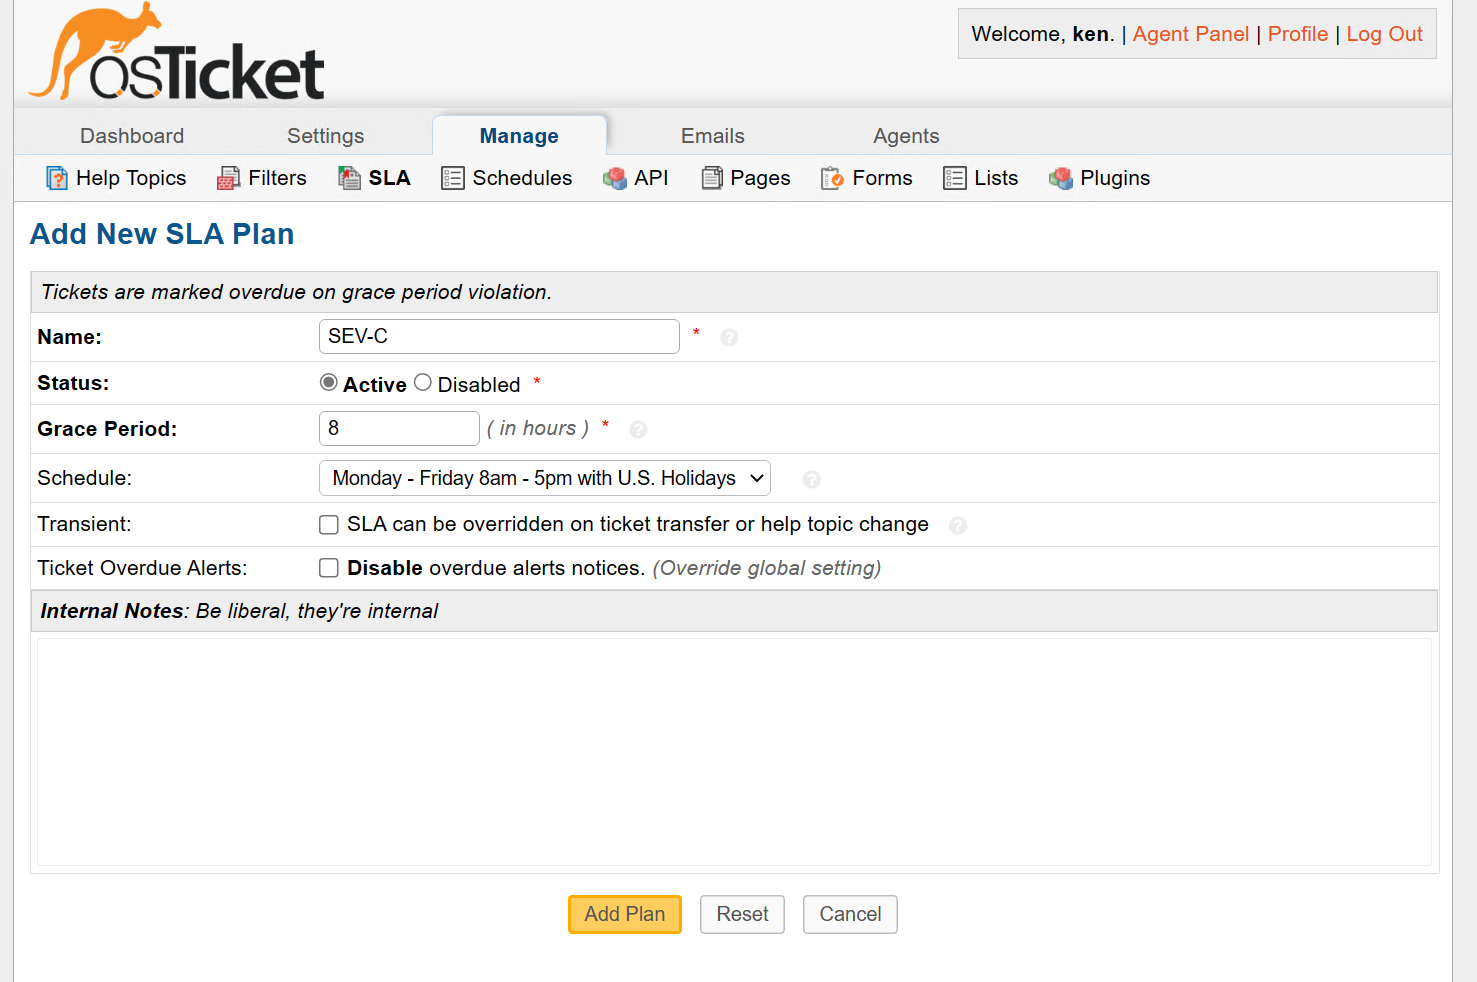 osTicket
Welcome, ken. | Agent Panel | Profile | Log Out
Dashboard Settings Manage Emails Agents
Help Topics Filters SLA Schedules API Pages Forms Lists Plugins
Add New SLA Plan
Tickets are marked overdue on grace period violation.
Name: SEV-C * ?
Status: Active Disabled *
Grace Period: 8 ( in hours ) * ?
Schedule: Monday - Friday 8am - 5pm with U.S. Holidays ?
Transient: SLA can be overridden on ticket transfer or help topic change ?
Ticket Overdue Alerts: Disable overdue alerts notices. (Override global setting)
Internal Notes: Be liberal, they're internal
Add Plan Reset Cancel